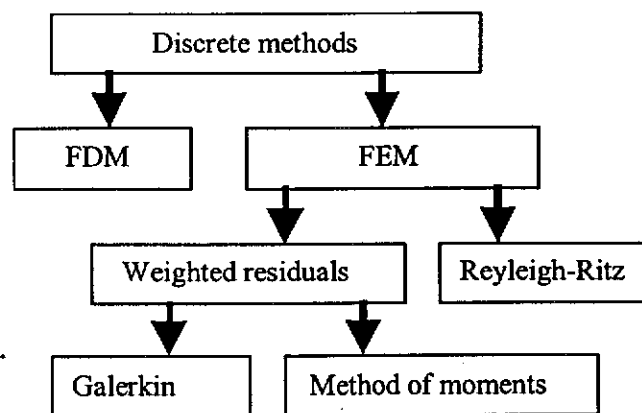 Discrete methods
FDM
FEM
Weighted residuals
Reyleigh-Ritz
Galerkin
Method of moments